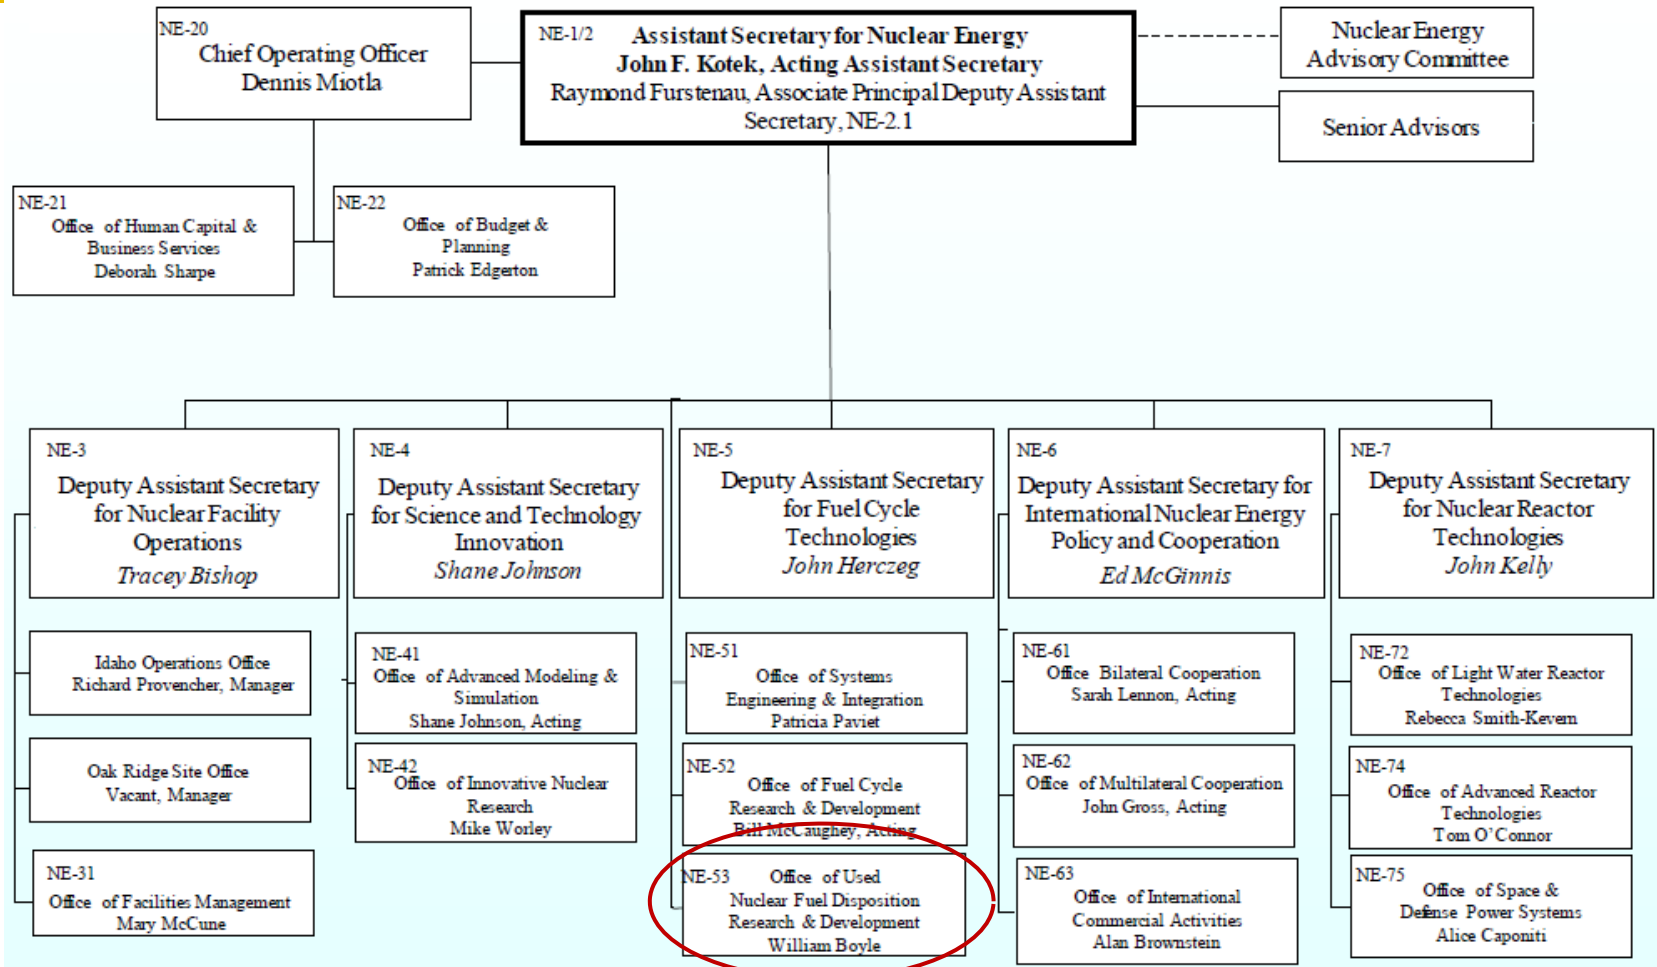 NE-20
Chief Operating Officer
Dennis Miotla
NE-1/2
Assistant Secretary for Nuclear Energy
John F. Kotek, Acting Assistant Secretary
Raymond Furstenau, Associate Principal Deputy Assistant
Secretary, NE-2.1
Nuclear Energy
Advisory Committee
Senior Advisors
NE-21
Office of Human Capital &
Business Services
Deborah Sharpe
NE-22
Office of Budget &
Planning
Patrick Edgerton
NE-3
Deputy Assistant Secretary
for Nuclear Facility
Operations
Tracey Bishop
Idaho Operations Office
Richard Provencher, Manager
Oak Ridge Site Office
Vacant, Manager
NE-31
Office of Facilities Management
Mary McCune
NE-4
Deputy Assistant Secretary
for Science and Technology
Innovation
Shane Johnson
NE-41
Office of Advanced Modeling &
Simulation
Shane Johnson, Acting
NE-42
Office of Innovative Nuclear
Research
Mike Worley
NE-5
Deputy Assistant Secretary
for Fuel Cycle
Technologies
John Herczeg
NE-51
Office of Systems
Engineering & Integration
Patricia Paviet
NE-52
Office of Fuel Cycle
Research & Development
Bill McCaughey, Acting
NE-53
Office of Used
Nuclear Fuel Disposition
Research & Development
William Boyle
NE-6
Deputy Assistant Secretary for
International Nuclear Energy
Policy and Cooperation
Ed McGinnis
NE-61
Office Bilateral Cooperation
Sarah Lennon, Acting
NE-62
Office of Multilateral Cooperation
John Gross, Acting
NE-63
Office of International
Commercial Activities
Alan Brownstein
NE-7
Deputy Assistant Secretary
for Nuclear Reactor
Technologies
John Kelly
NE-72
Office of Light Water Reactor
Technologies
Rebecca Smith-Kevern
NE-74
Office of Advanced Reactor
Technologies
Tom O'Connor
NE-75
Office of Space &
Defense Power Systems
Alice Caponiti